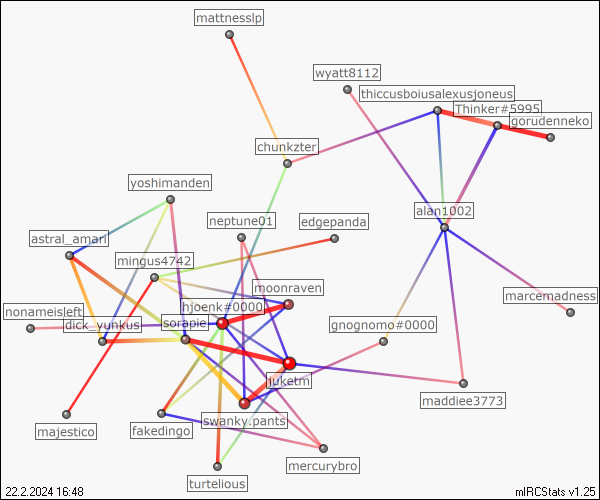 mattnesslp
wyatt8112
thiccusboiusalexusjoneus
Thinker#5995
gorudenneko
chunkzter
yoshimanden
alan1002
neptune01
edgepanda
astral_amari
mingus4742
moonraven
marcemadness
nonameisleft
hjoenk#0000
dick_yunkus
sorapie
gnognomo#0000
juketm
maddiee3773
swanky.pants
majestico
fakedingo
mercurybro
turtelious
22.2.2024 16:48
mIRCStats v1.25